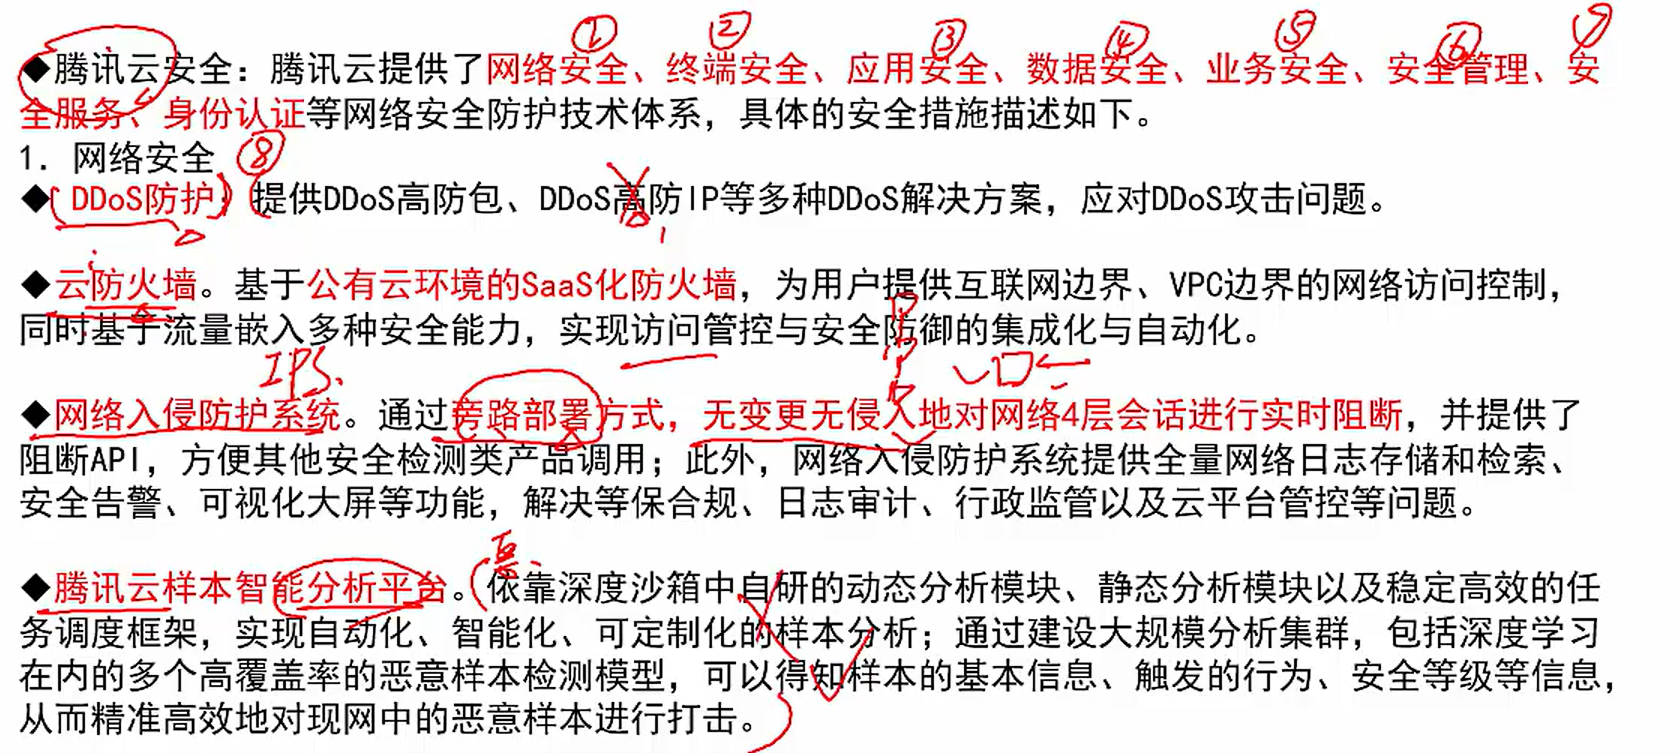 ① ② ③ ④ ⑤ ⑥ ⑦
◆腾讯云安全：腾讯云提供了网络安全、终端安全、应用安全、数据安全、业务安全、安全管理、安
全服务、身份认证等网络安全防护技术体系，具体的安全措施描述如下。
1．网络安全 ⑧
◆ DDoS防护：提供DDoS高防包、DDoS高防IP等多种DDoS解决方案，应对DDoS攻击问题。
◆云防火墙。基于公有云环境的SaaS化防火墙，为用户提供互联网边界、VPC边界的网络访问控制，
同时基于流量嵌入多种安全能力，实现访问管控与安全防御的集成化与自动化。
IPS.
◆网络入侵防护系统。通过旁路部署方式，无变更无侵入地对网络4层会话进行实时阻断，并提供了
阻断API，方便其他安全检测类产品调用；此外，网络入侵防护系统提供全量网络日志存储和检索、
安全告警、可视化大屏等功能，解决等保合规、日志审计、行政监管以及云平台管控等问题。
◆腾讯云样本智能分析平台。依靠深度沙箱中自研的动态分析模块、静态分析模块以及稳定高效的任
务调度框架，实现自动化、智能化、可定制化的样本分析；通过建设大规模分析集群，包括深度学习
在内的多个高覆盖率的恶意样本检测模型，可以得知样本的基本信息、触发的行为、安全等级等信息，
从而精准高效地对现网中的恶意样本进行打击。